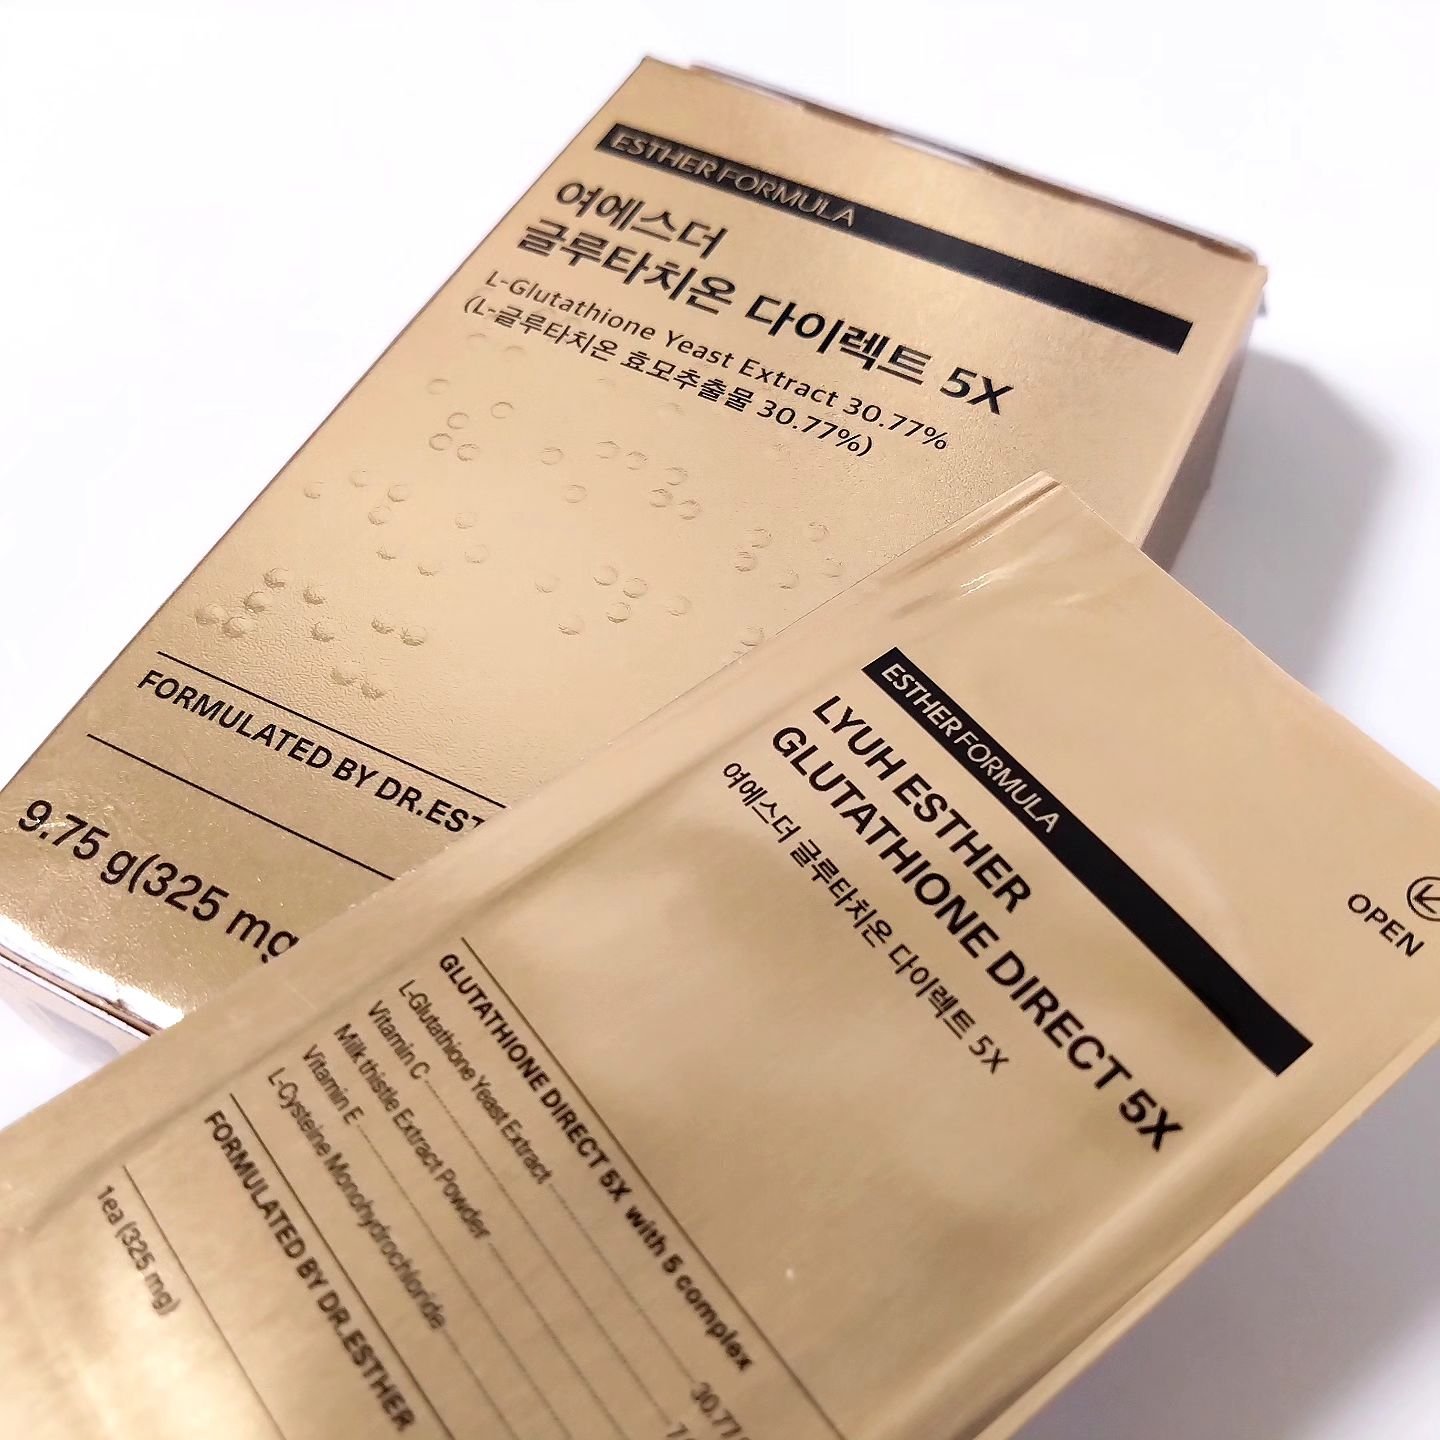 ESTHER FORMULA
여에스더
글루타치온 다이렉트 5X
L-Glutathione Yeast Extract 30.77%
(L-글루타치온 효모추출물 30.77%)
FORMULATED BY DR.EST
9.75 g(325 mg
ESTHER FORMULA
LYUH ESTHER
GLUTATHIONE DIRECT 5X
여에스더 글루타치온 다이렉트 5X
OPEN
GLUTATHIONE DIRECT 5X with 5 complex
L-Glutathione Yeast Extract 30.77
Vitamin C
Milk thistle Extract Powder
Vitamin E
L-Cysteine Monohydrochloride
FORMULATED BY DR.ESTHER
1ea (325 mg)